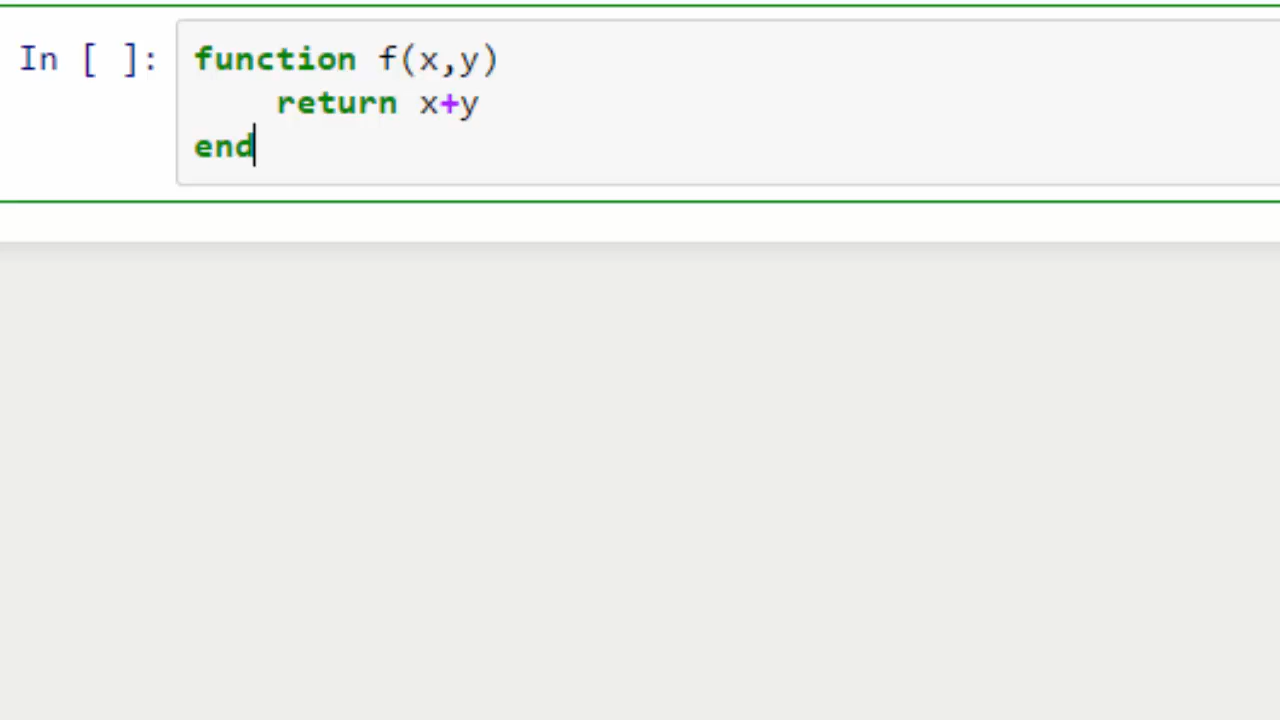 In [ ]: function f(x,y)
    return x+y
end